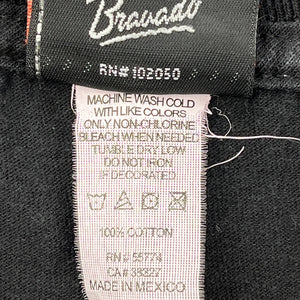 Bravado
RN# 102050
MACHINE WASH COLD
WITH LIKE COLORS
ONLY NON-CHLORINE
BLEACH WHEN NEEDED
TUMBLE DRY LOW
DO NOT IRON
IF DECORATED
100% COTTON
RN# 55774
CA# 38327
MADE IN MEXICO